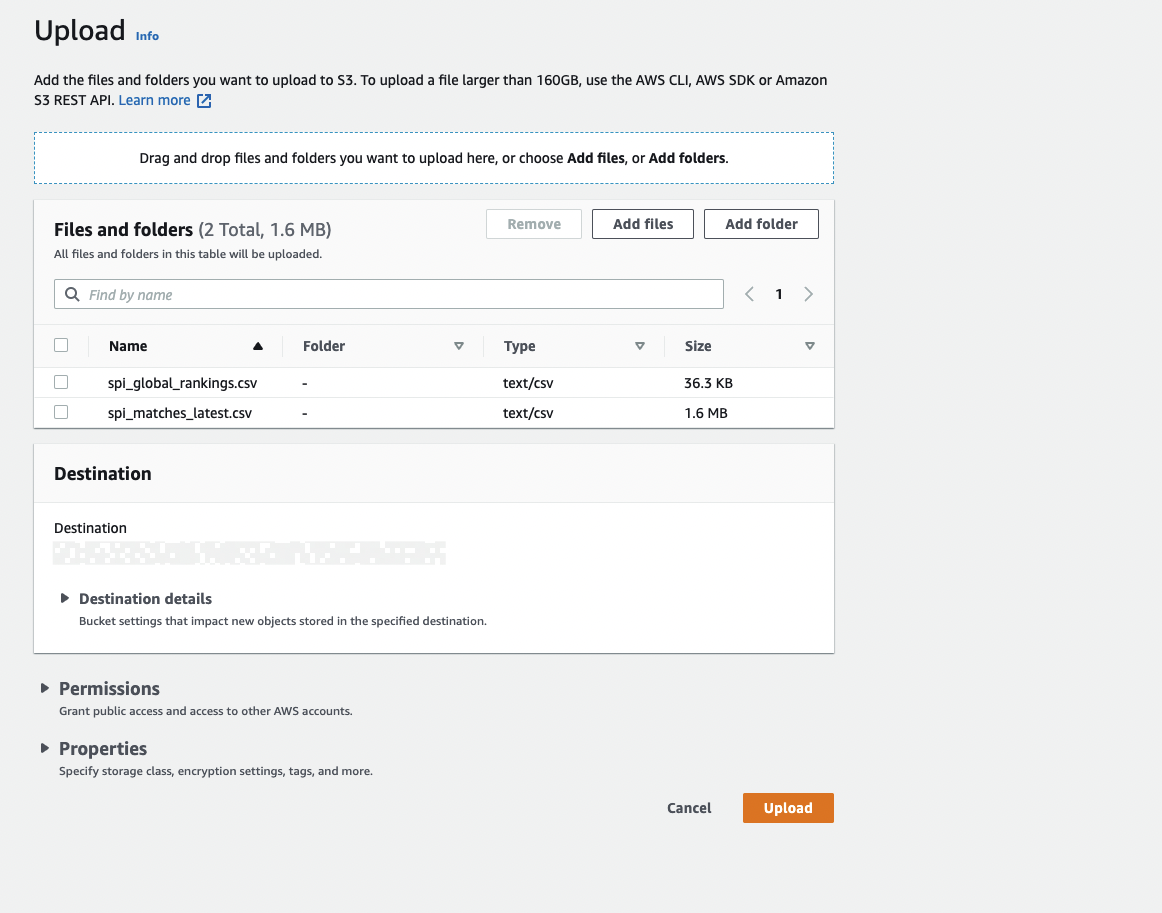 Upload Info
Add the files and folders you want to upload to S3. To upload a file larger than 160GB, use the AWS CLI, AWS SDK or Amazon
S3 REST API. Learn more
Drag and drop files and folders you want to upload here, or choose Add files, or Add folders.
Files and folders (2 Total, 1.6 MB)
Remove Add files Add folder
All files and folders in this table will be uploaded.
Find by name 1
Name Folder Type Size
spi_global_rankings.csv - text/csv 36.3 KB
spi_matches_latest.csv - text/csv 1.6 MB
Destination
Destination
Destination details
Bucket settings that impact new objects stored in the specified destination.
Permissions
Grant public access and access to other AWS accounts.
Properties
Specify storage class, encryption settings, tags, and more.
Cancel Upload